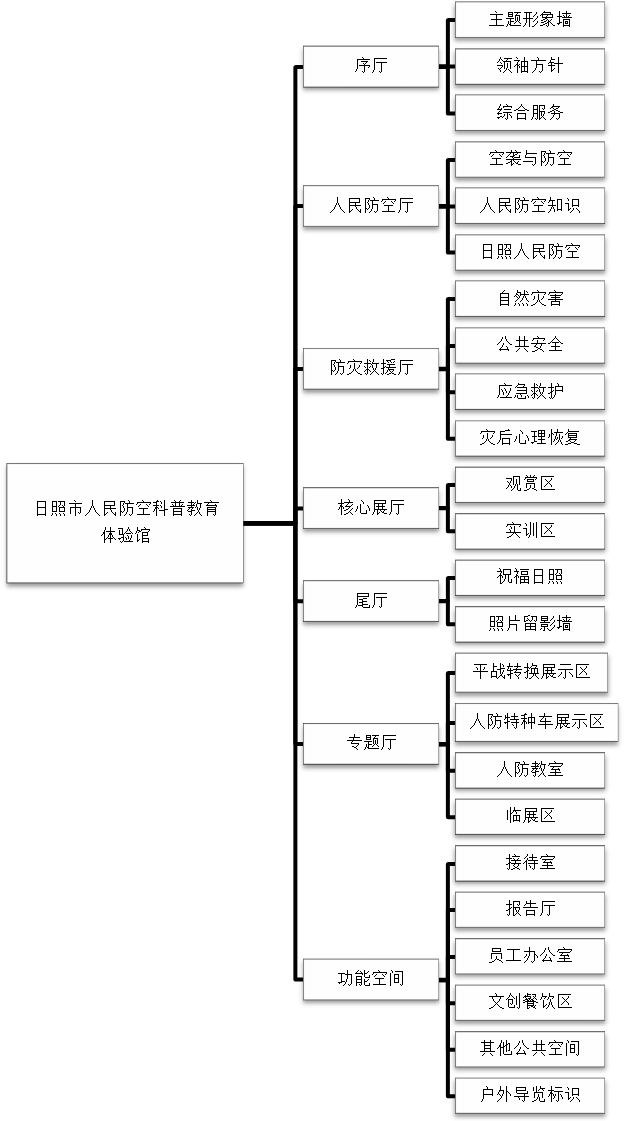 日照市人民防空科普教育
体验馆
序厅
主题形象墙
领袖方针
综合服务
人民防空厅
空袭与防空
人民防空知识
日照人民防空
防灾救援厅
自然灾害
公共安全
应急救护
灾后心理恢复
核心展厅
观赏区
实训区
尾厅
祝福日照
照片留影墙
专题厅
平战转换展示区
人防特种车展示区
人防教室
临展区
功能空间
接待室
报告厅
员工办公室
文创餐饮区
其他公共空间
户外导览标识